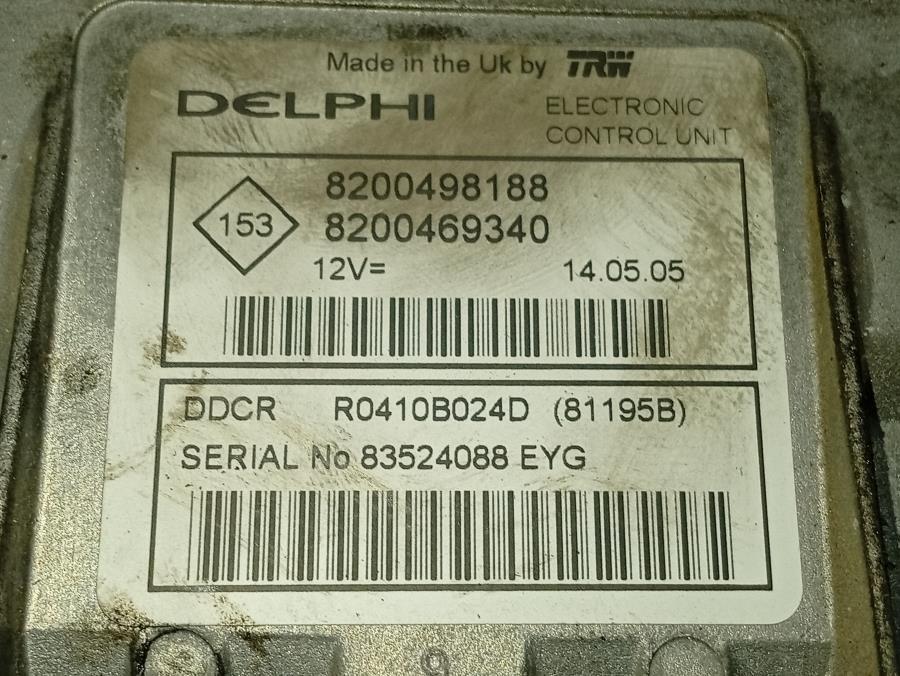 Made in the Uk by TRW
DELPHI
ELECTRONIC
CONTROL UNIT
153
8200498188
8200469340
12V=
14.05.05
DDCR R0410B024D (81195B)
SERIAL No 83524088 EYG
9